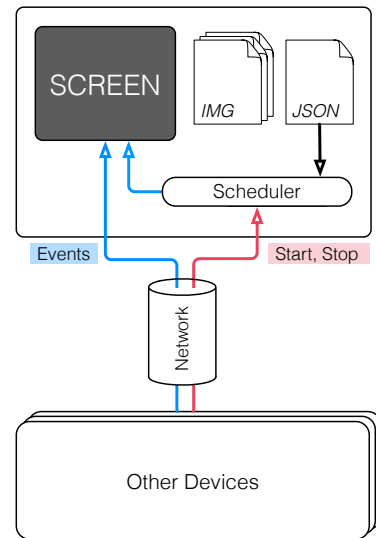 SCREEN
IMG
JSON
Scheduler
Events
Start, Stop
Network
Other Devices